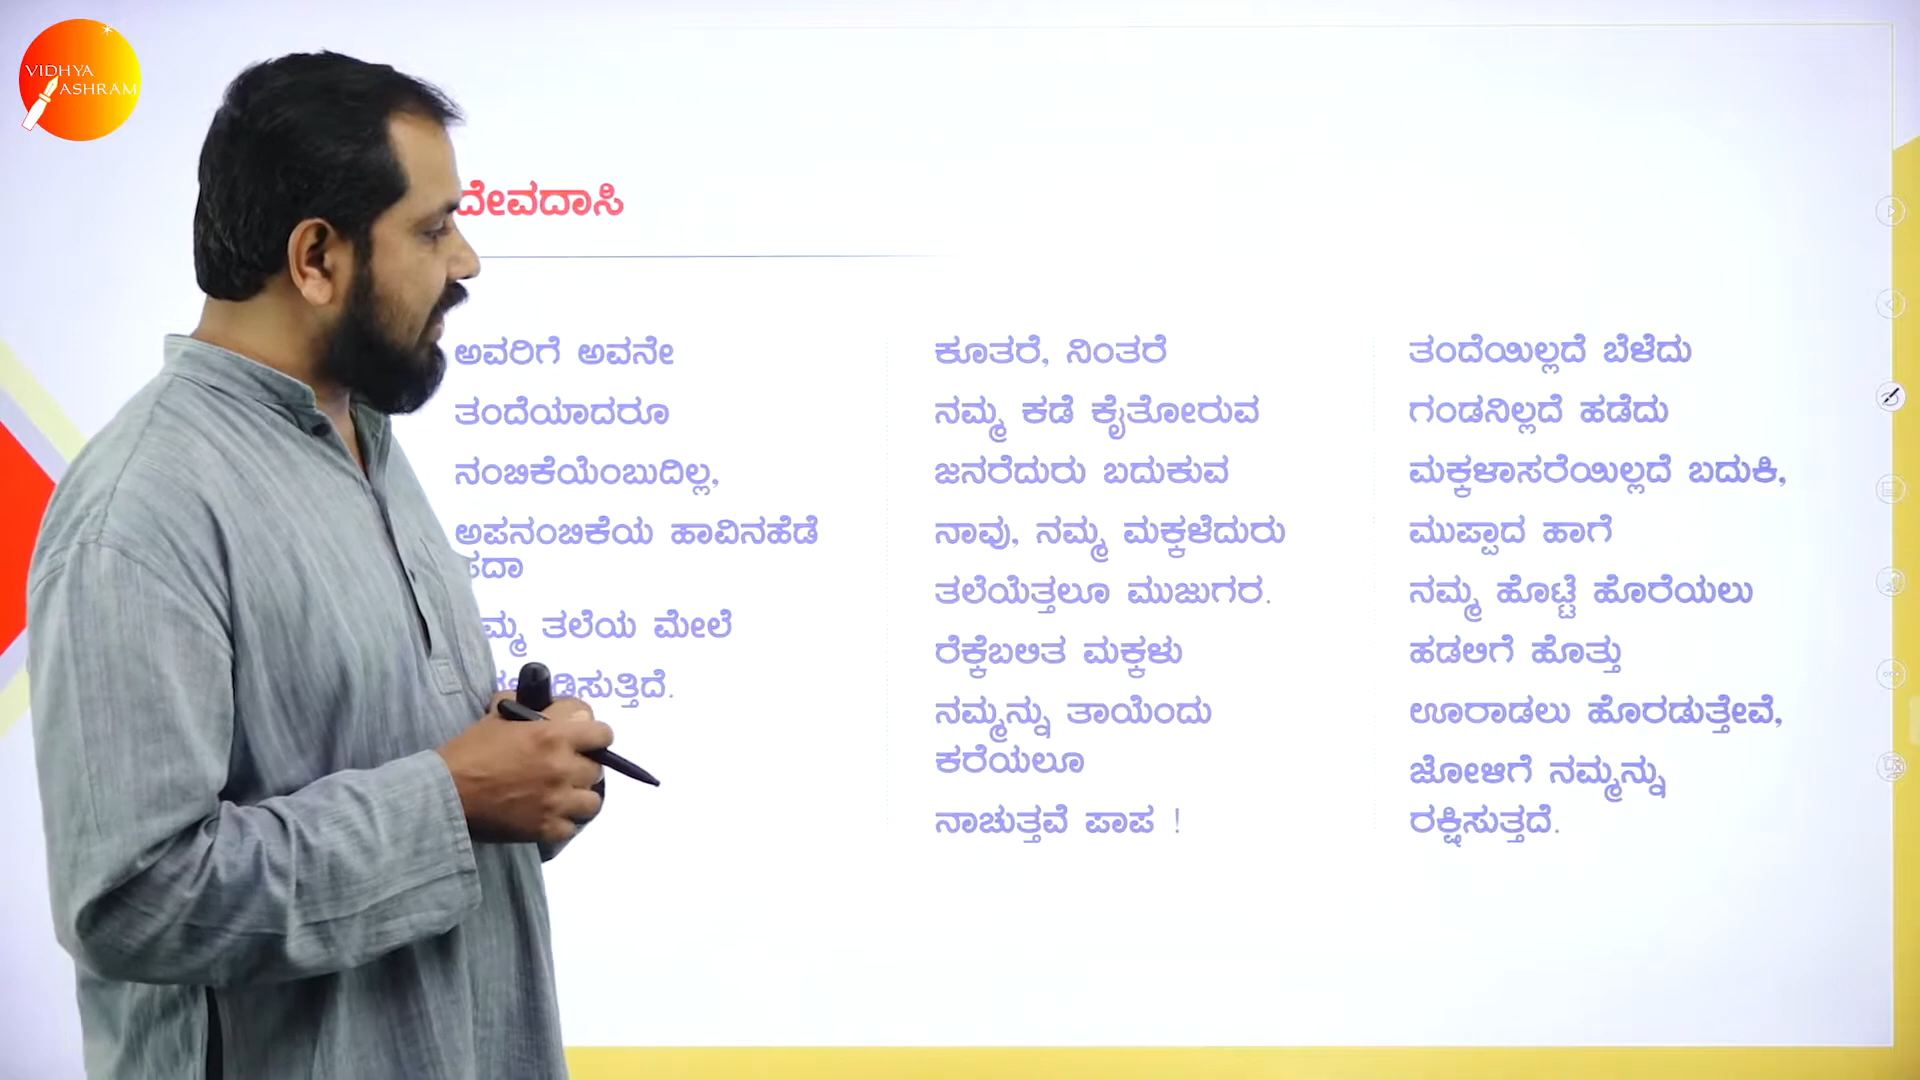 VIDHYA
ASHRAM
ದೇವದಾಸಿ
ಅವರಿಗೆ ಅವನೇ
ತಂದೆಯಾದರೂ
ನಂಬಿಕೆಯೆಂಬುದಿಲ್ಲ,
ಅಪನಂಬಿಕೆಯ ಹಾವಿನಹೆಡೆ
ತಲೆಯ ಮೇಲೆ
ಕೂತರೆ, ನಿಂತರೆ
ನಮ್ಮ ಕಡೆ ಕೈತೋರುವ
ಜನರೆದುರು ಬದುಕುವ
ನಾವು, ನಮ್ಮ ಮಕ್ಕಳೆದುರು
ತಲೆಯೆತ್ತಲೂ ಮುಜುಗರ.
ರೆಕ್ಕೆಬಲಿತ ಮಕ್ಕಳು
ನಮ್ಮನ್ನು ತಾಯೆಂದು
ಕರೆಯಲೂ
ನಾಚುತ್ತವೆ ಪಾಪ !
ತಂದೆಯಿಲ್ಲದೆ ಬೆಳೆದು
ಗಂಡನಿಲ್ಲದೆ ಹಡೆದು
ಮಕ್ಕಳಾಸರೆಯಿಲ್ಲದೆ ಬದುಕಿ,
ಮುಪ್ಪಾದ ಹಾಗೆ
ನಮ್ಮ ಹೊಟ್ಟೆ ಹೊರೆಯಲು
ಹಡಲಿಗೆ ಹೊತ್ತು
ಊರಾಡಲು ಹೊರಡುತ್ತೇವೆ,
ಜೋಳಿಗೆ ನಮ್ಮನ್ನು
ರಕ್ಷಿಸುತ್ತದೆ.